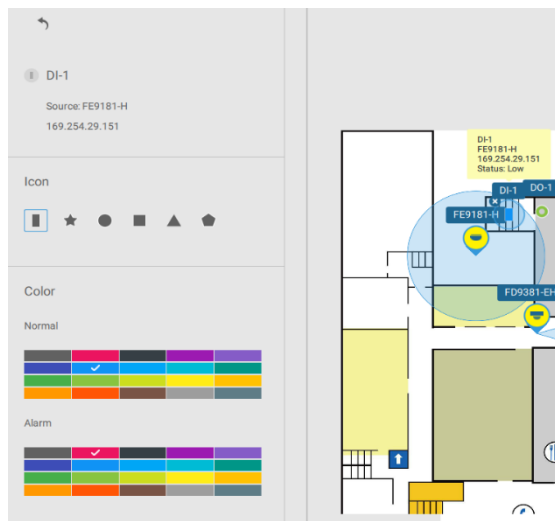 DI-1
Source: FE9181-H
169.254.29.151
Icon
Color
Normal
Alarm
DI-1
FE9181-H
169.254.29.151
Status: Low
DI-1
DO-1
FE9181-H
FD9381-EH